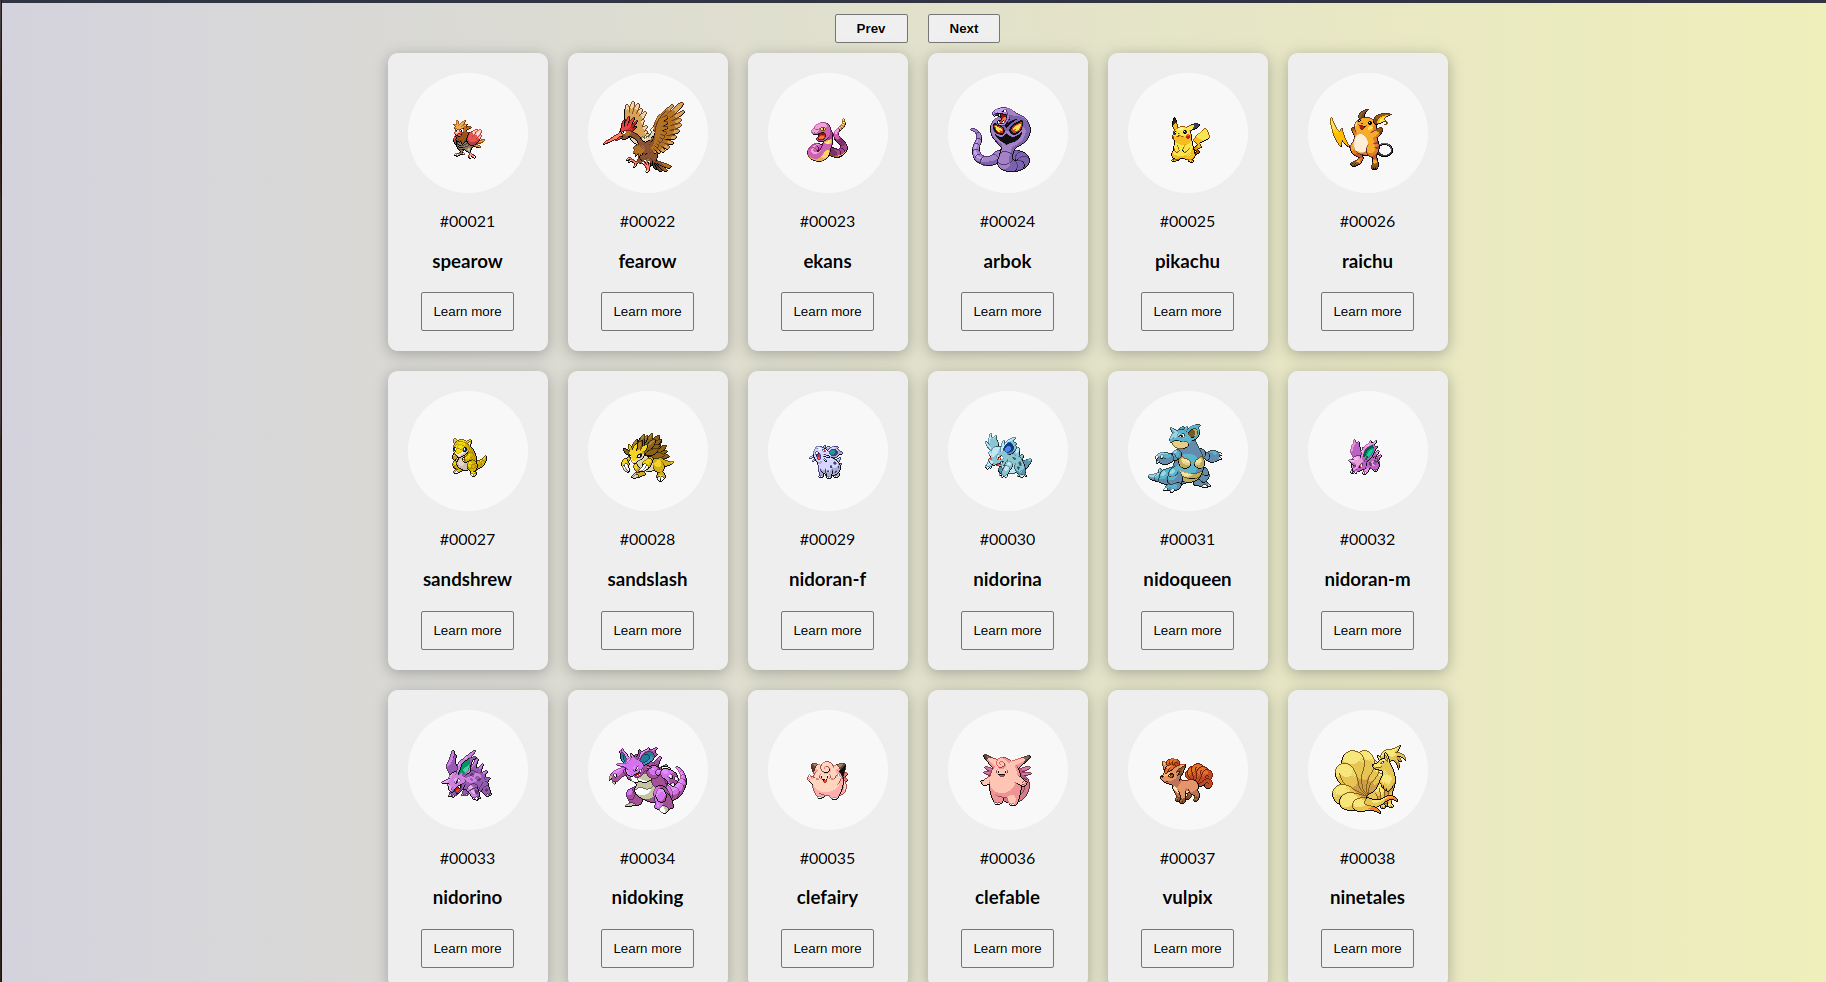 Prev Next
#00021 #00022 #00023 #00024 #00025 #00026
spearow fearow ekans arbok pikachu raichu
Learn more Learn more Learn more Learn more Learn more Learn more
#00027 #00028 #00029 #00030 #00031 #00032
sandshrew sandslash nidoran-f nidorina nidoqueen nidoran-m
Learn more Learn more Learn more Learn more Learn more Learn more
#00033 #00034 #00035 #00036 #00037 #00038
nidorino nidoking clefairy clefable vulpix ninetales
Learn more Learn more Learn more Learn more Learn more Learn more